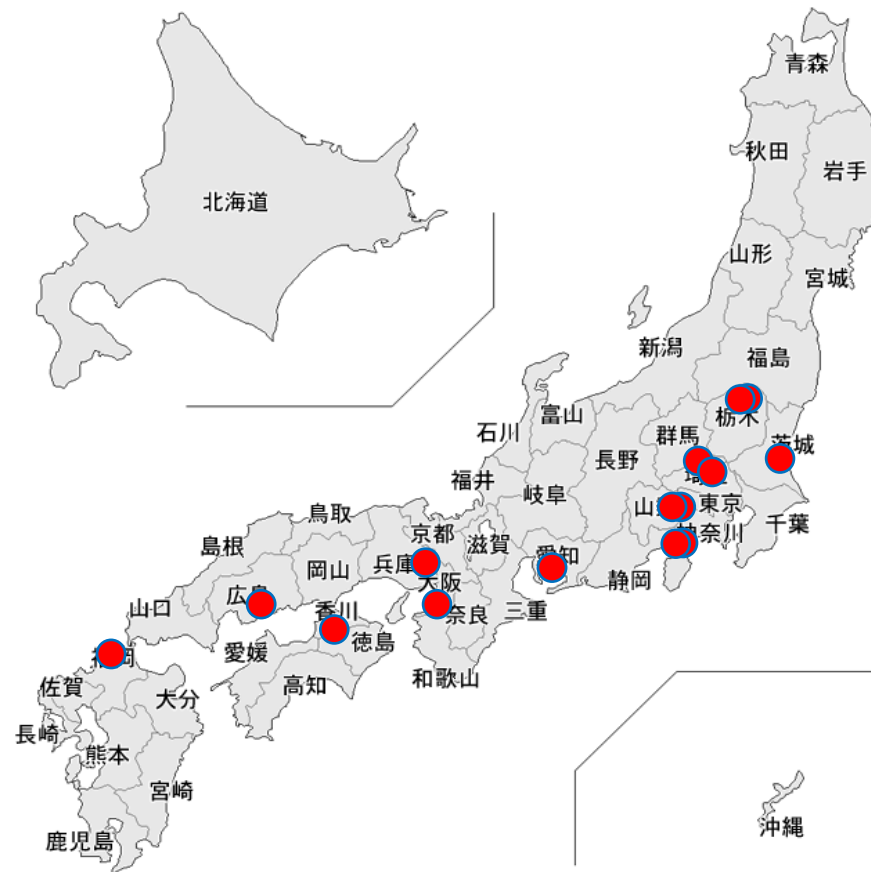 青森
秋田
岩手
北海道
山形
宮城
新潟
福島
富山
栃木
石川
群馬
茨城
長野
福井
岐阜
山
東京
鳥取
京都
滋賀
奈川
千葉
島根
岡山
兵庫
愛知
静岡
大阪
広島
山口
香川
奈良
三重
徳島
愛媛
佐賀
高知
和歌山
大分
長崎
熊本
宮崎
鹿児島
沖縄